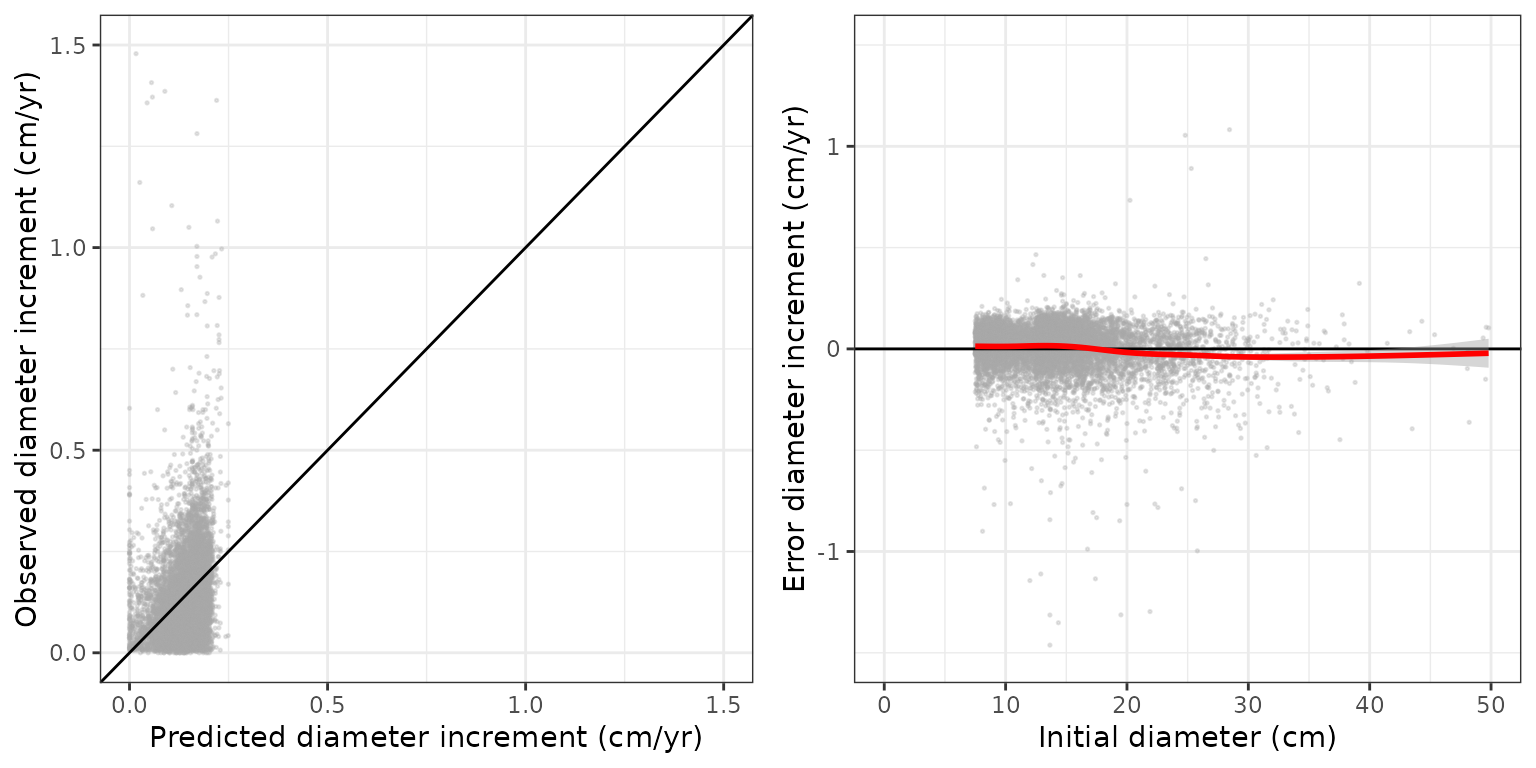 Observed diameter increment (cm/yr)
1.5
1.0
0.5
0.0
0.0 0.5 1.0 1.5
Predicted diameter increment (cm/yr)
Error diameter increment (cm/yr)
1
0
-1
0 10 20 30 40 50
Initial diameter (cm)